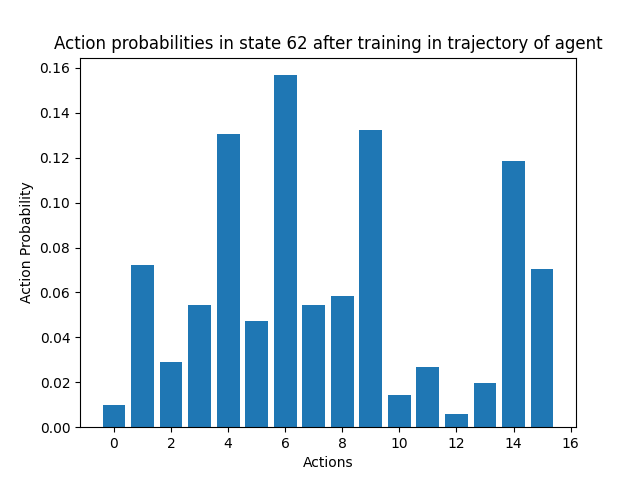 Action probabilities in state 62 after training in trajectory of agent
0.16
0.14
0.12
0.10
0.08
0.06
0.04
0.02
0.00
Action Probability
0 2 4 6 8 10 12 14 16
Actions